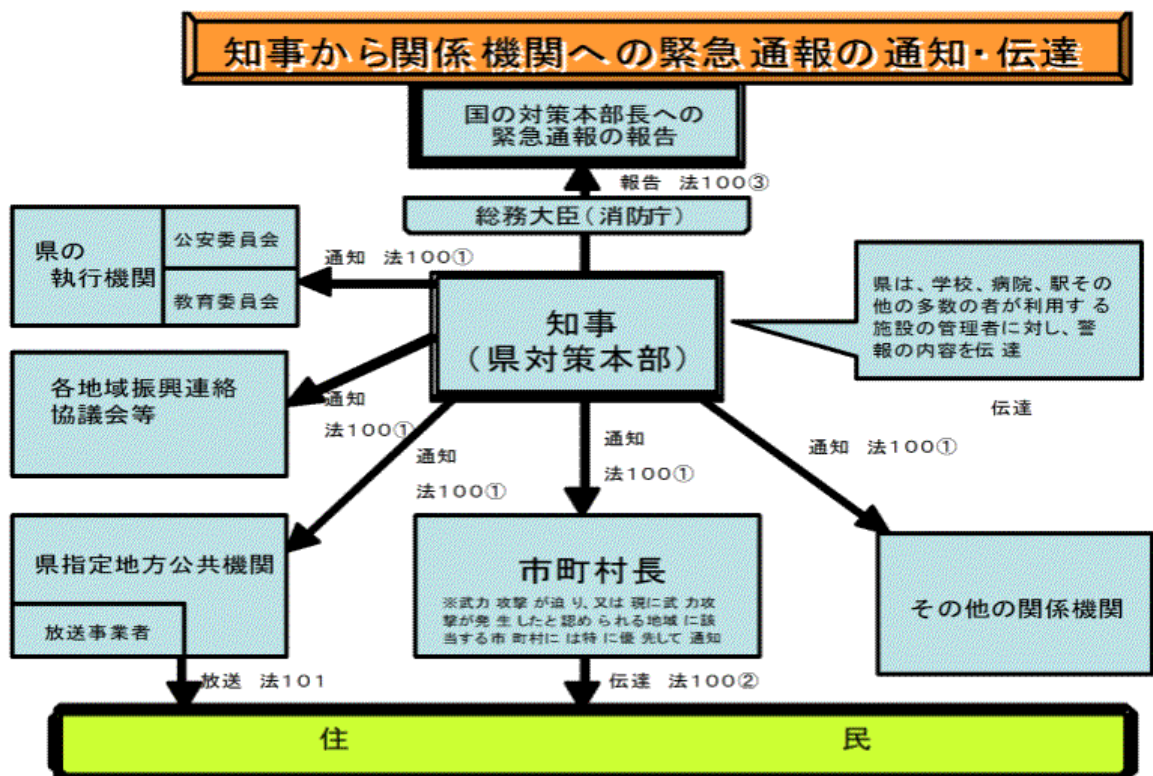 知事から関係機関への緊急通報の通知・伝達
国の対策本部長への
緊急通報の報告
報告 法100③
総務大臣(消防庁)
県の
執行機関
公安委員会
教育委員会
通知 法100①
知事
(県対策本部)
県は、学校、病院、駅その
他の多数の者が利用する
施設の管理者に対し、警
報の内容を伝達
伝達
各地域振興連絡
協議会等
通知
法100①
通知
法100①
通知
法100①
通知 法100①
県指定地方公共機関
放送事業者
市町村長
※武力攻撃が迫り、又は現に武力攻
撃が発生したと認められる地域に該
当する市町村には特に優先して通知
その他の関係機関
放送 法101
伝達 法100②
住民